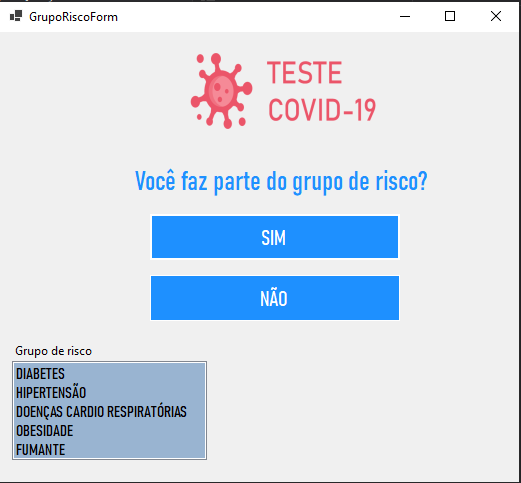 GrupoRiscoForm
TESTE
COVID-19
Você faz parte do grupo de risco?
SIM
NÃO
Grupo de risco
DIABETES
HIPERTENSÃO
DOENÇAS CARDIO RESPIRATÓRIAS
OBESIDADE
FUMANTE